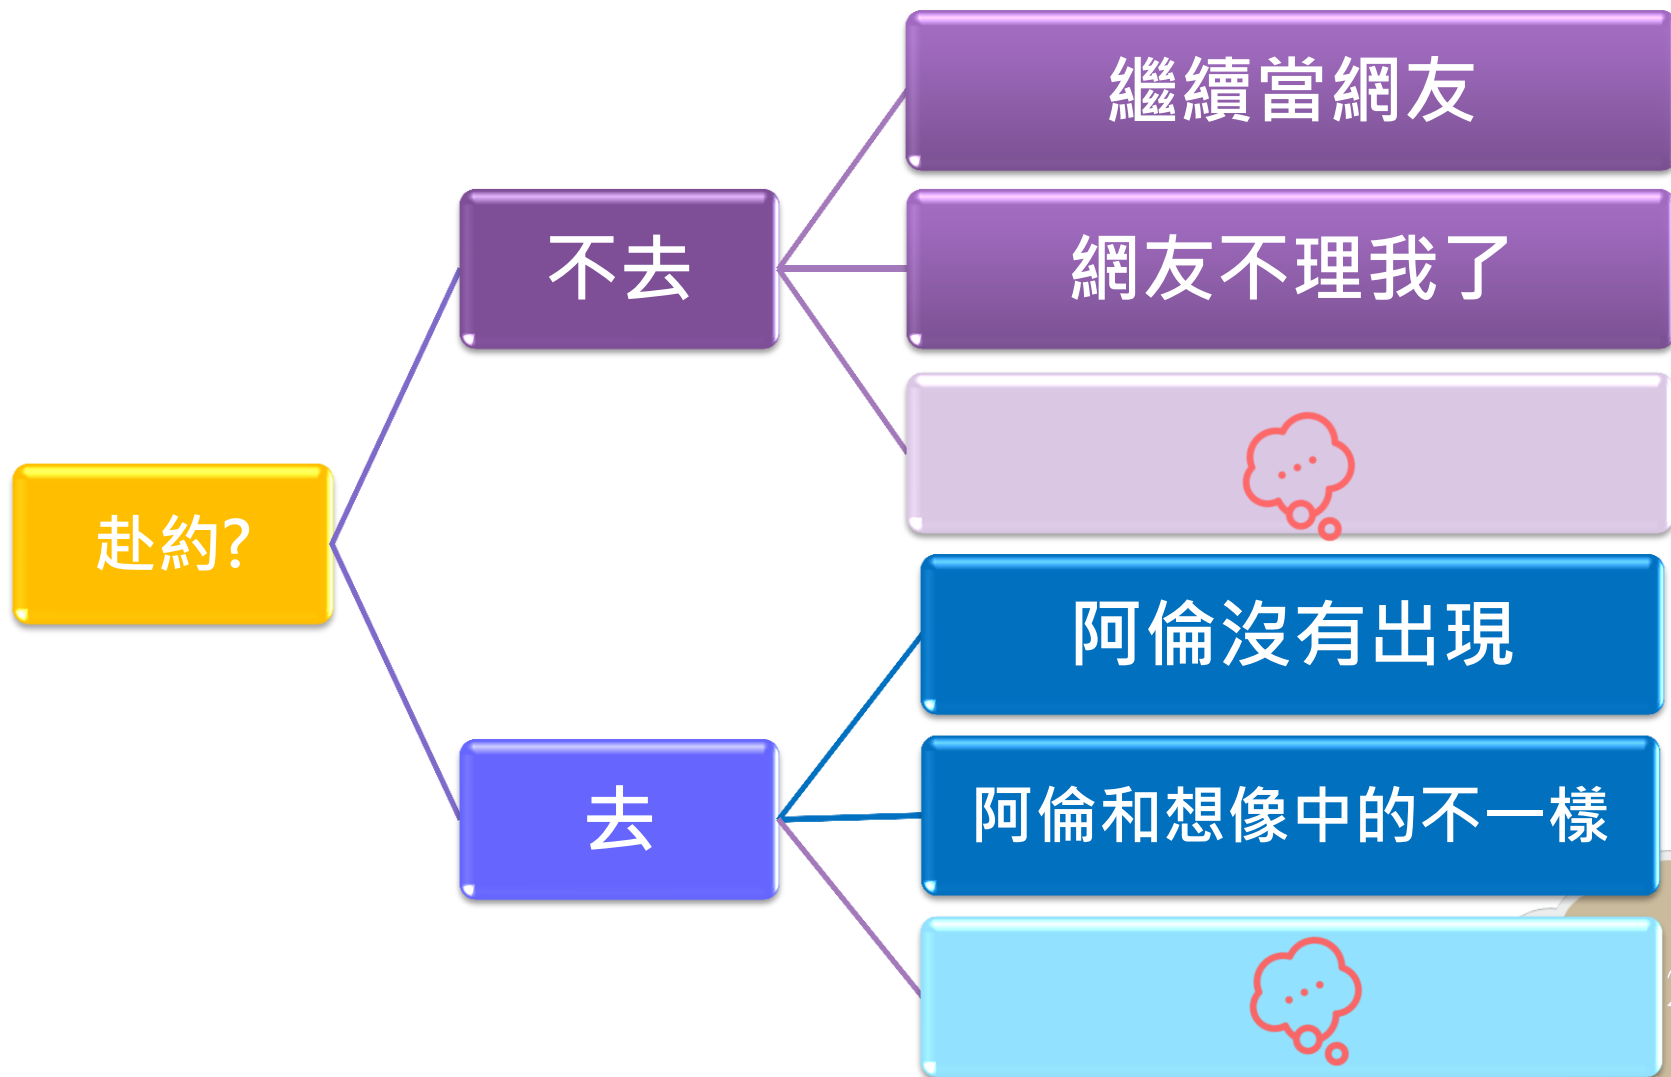 繼續當網友
不去
網友不理我了
赴約?
阿倫沒有出現
去
阿倫和想像中的不一樣